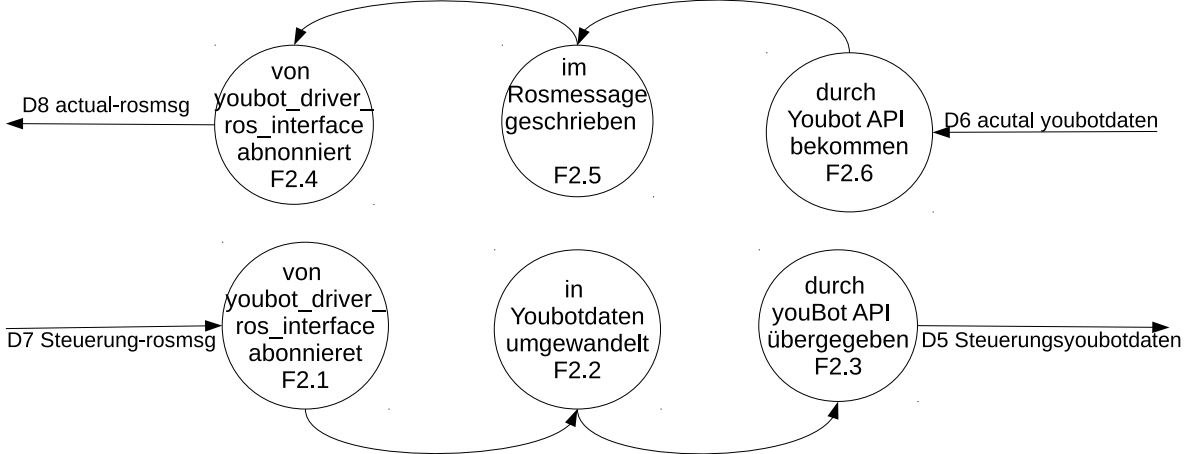 D8 actual-rosmsg
von
youbot_driver_
ros_interface
abnonniert
F2.4
im
Rosmessage
geschrieben
F2.5
durch
Youbot API
bekommen
F2.6
D6 acutal youbotdaten
D7 Steuerung-rosmsg
von
youbot_driver_
ros_interface
abonnieret
F2.1
in
Youbotdaten
umgewandelt
F2.2
durch
youBot API
übergegeben
F2.3
D5 Steuerungsyoubotdaten